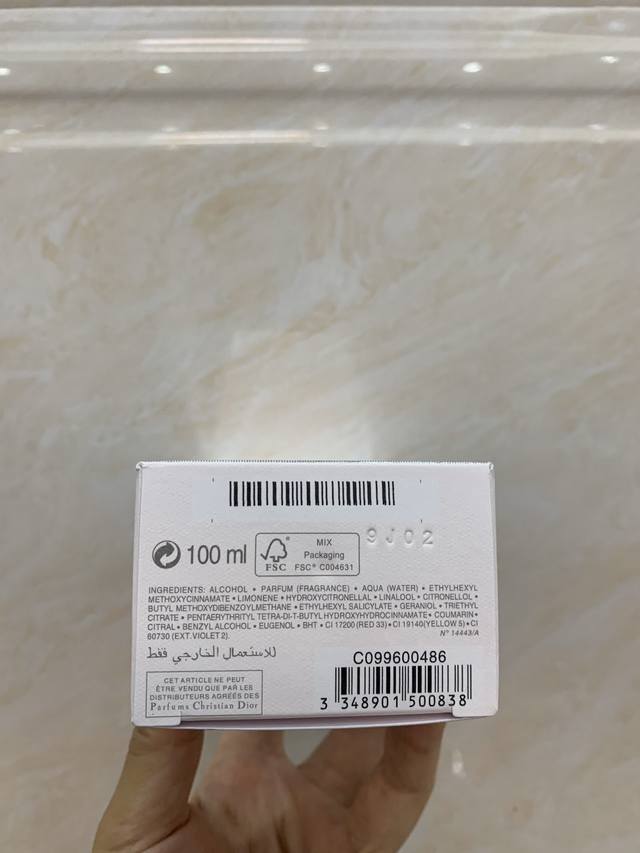 9J02
100 ml
MIX
Packaging
FSC® C004631
FSC
INGREDIENTS: ALCOHOL • PARFUM (FRAGRANCE) • AQUA (WATER) • ETHYLHEXYL
METHOXYCINNAMATE • LIMONENE • HYDROXYCITRONELLAL • LINALOOL • CITRONELLOL •
BUTYL METHOXYDIBENZOYLMETHANE • ETHYLHEXYL SALICYLATE • GERANIOL • TRIETHYL
CITRATE • PENTAERYTHRITYL TETRA-DI-T-BUTYL HYDROXYHYDROCINNAMATE • COUMARIN •
CITRAL • BENZYL ALCOHOL • EUGENOL • BHT • CI 17200 (RED 33) • CI 19140 (YELLOW 5) • CI
60730 (EXT. VIOLET 2).
N° 14443/A
للاستعمال الخارجي فقط
CET ARTICLE NE PEUT
ÊTRE VENDU QUE PAR LES
DISTRIBUTEURS AGRÉÉS DES
Parfums Christian Dior
C099600486
3 348901 500838